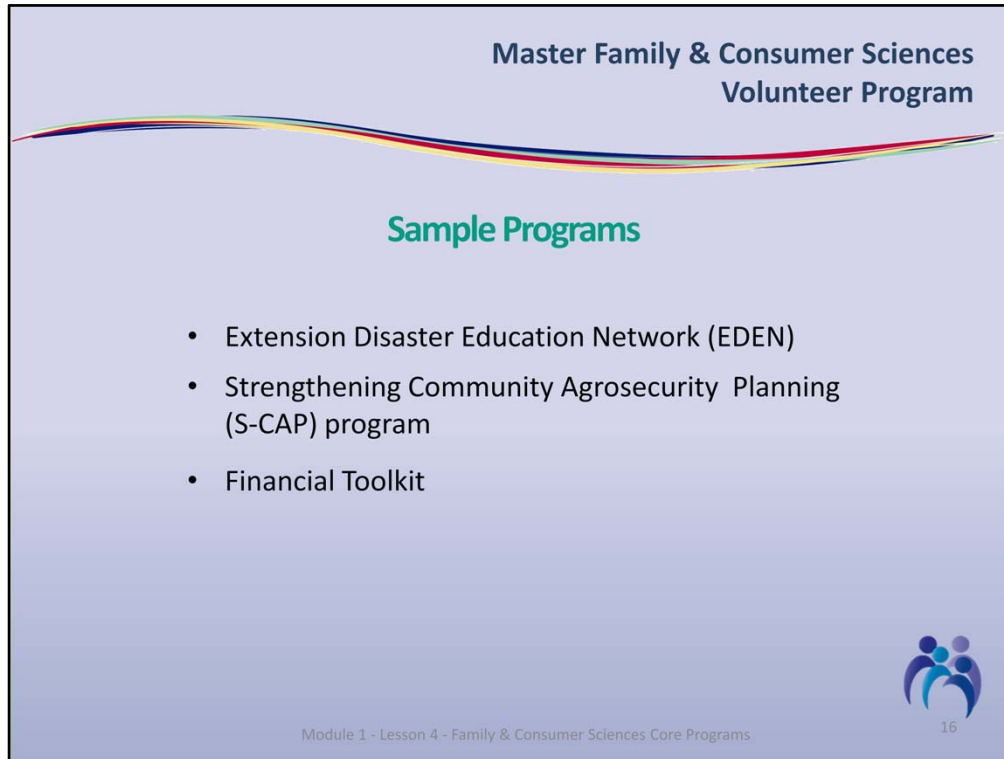 Master Family & Consumer Sciences
Volunteer Program
Sample Programs
• Extension Disaster Education Network (EDEN)
• Strengthening Community Agrosecurity  Planning
(S-CAP) program
• Financial Toolkit
Module 1 - Lesson 4 - Family & Consumer Sciences Core Programs
16